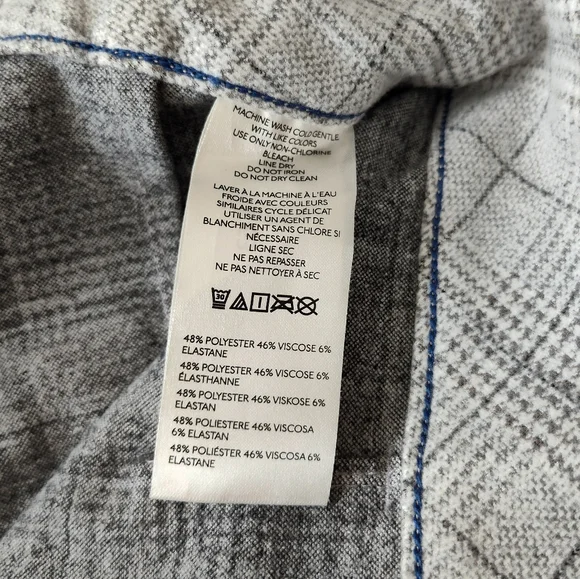 MACHINE WASH COLD GENTLE
WITH LIKE COLORS
USE ONLY NON-CHLORINE
BLEACH
LINE DRY
DO NOT IRON
DO NOT DRY CLEAN
LAVER À LA MACHINE À L'EAU
FROIDE AVEC COULEURS
SIMILAIRES CYCLE DÉLICAT
UTILISER UN AGENT DE
BLANCHIMENT SANS CHLORE SI
NÉCESSAIRE
LIGNE SEC
NE PAS REPASSER
NE PAS NETTOYER À SEC
30
48% POLYESTER 46% VISCOSE 6%
ELASTANE
48% POLYESTER 46% VISCOSE 6%
ÉLASTHANNE
48% POLYESTER 46% VISKOSE 6%
ELASTAN
48% POLIESTERE 46% VISCOSA
6% ELASTAN
48% POLIÉSTER 46% VISCOSA 6%
ELASTANE